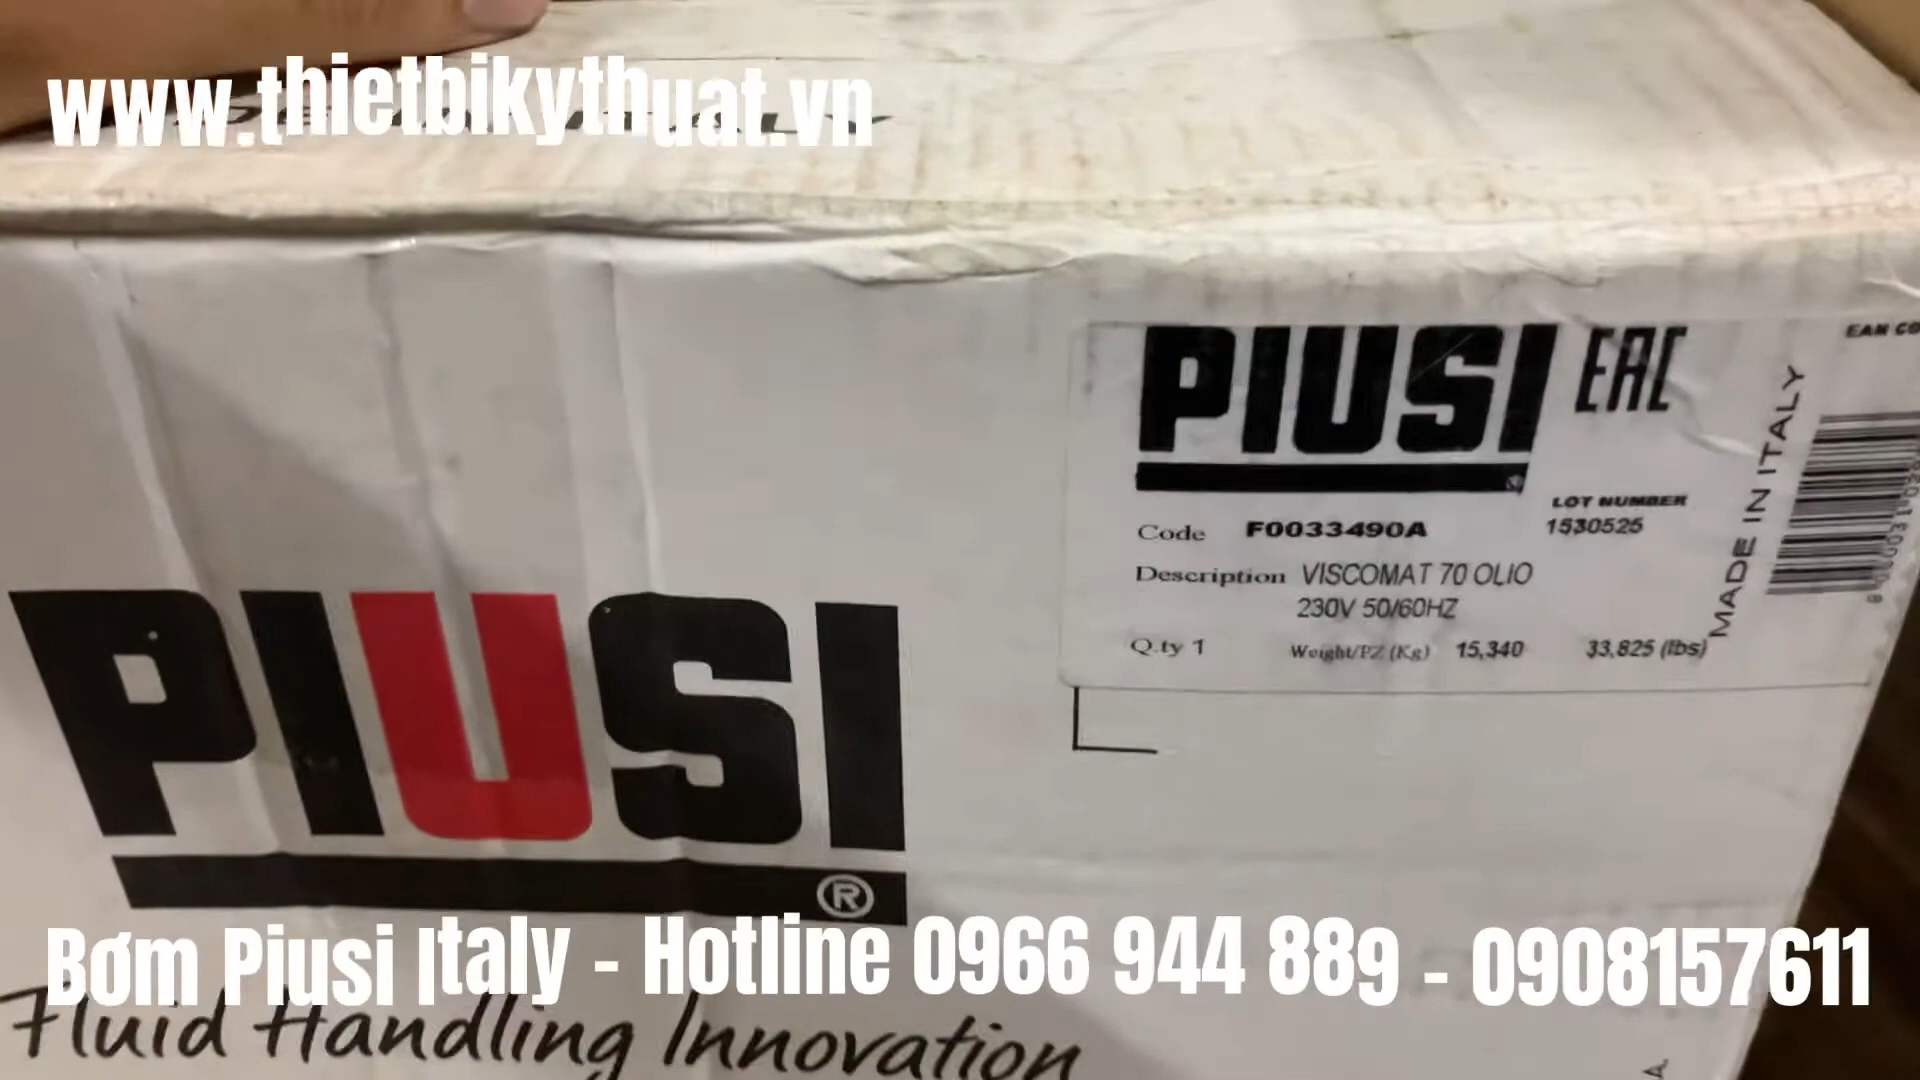 www.thietbikythuat.vn
PIUSI EAC
EAN CO
MADE IN ITALY
LOT NUMBER
Code F0033490A 1530525
Description VISCOMAT 70 OLIO
230V 50/60HZ
Q.ty 1 Weight/PZ (Kg) 15,340 33,825 (lbs)
PIUSI
®
Bơm Piusi Italy - Hotline 0966 944 889 - 0908157611
Fluid Handling Innovation